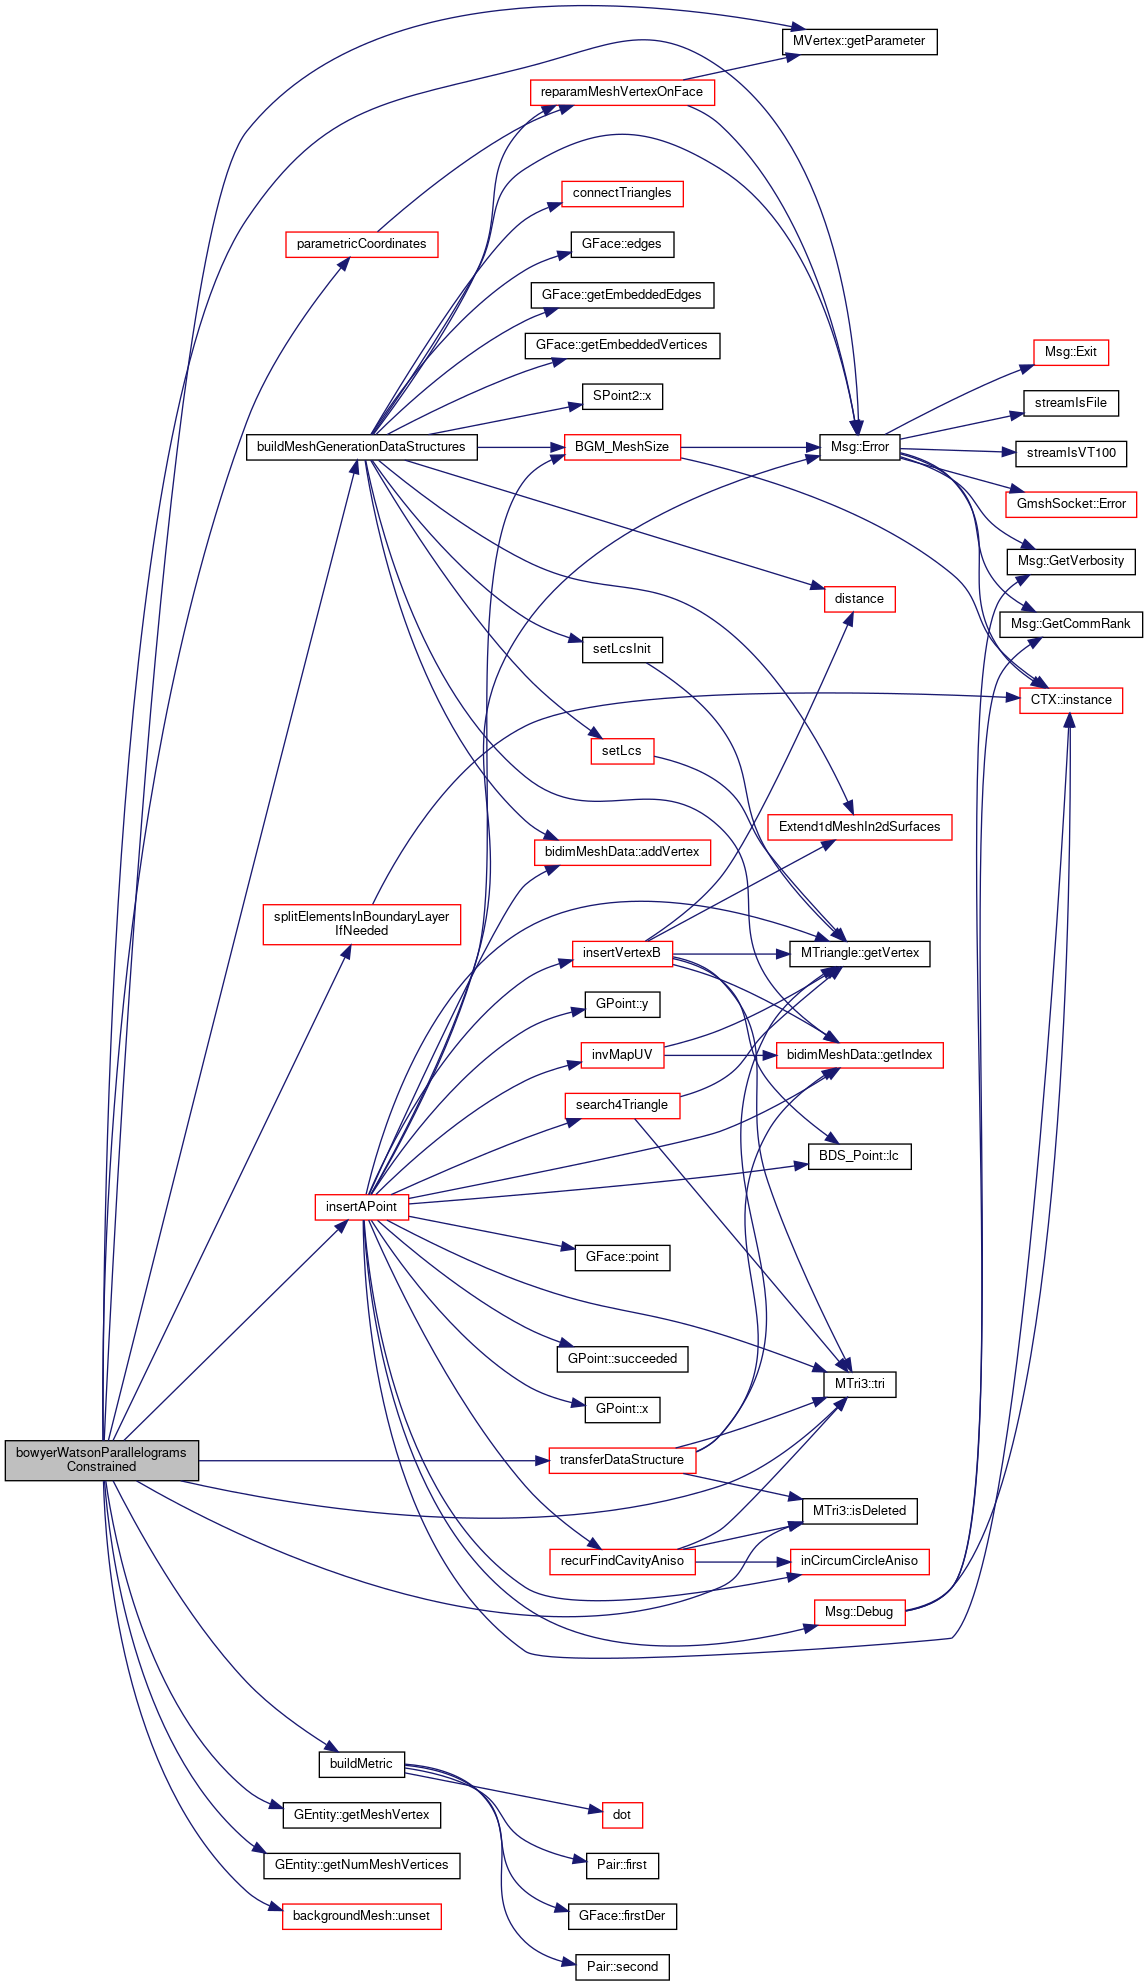 MVertex::getParameter
reparamMeshVertexOnFace
connectTriangles
parametricCoordinates
GFace::edges
GFace::getEmbeddedEdges
GFace::getEmbeddedVertices
Msg::Exit
SPoint2::x
streamIsFile
buildMeshGenerationDataStructures
BGM_MeshSize
Msg::Error
streamIsVT100
GmshSocket::Error
Msg::GetVerbosity
distance
Msg::GetCommRank
setLcsInit
CTX::instance
setLcs
Extend1dMeshIn2dSurfaces
bidimMeshData::addVertex
splitElementsInBoundaryLayer
IfNeeded
insertVertexB
MTriangle::getVertex
GPoint::y
invMapUV
bidimMeshData::getIndex
search4Triangle
BDS_Point::lc
insertAPoint
GFace::point
GPoint::succeeded
MTri3::tri
GPoint::x
bowyerWatsonParallelograms
Constrained
transferDataStructure
MTri3::isDeleted
recurFindCavityAniso
inCircumCircleAniso
Msg::Debug
buildMetric
GEntity::getMeshVertex
dot
GEntity::getNumMeshVertices
Pair::first
backgroundMesh::unset
GFace::firstDer
Pair::second